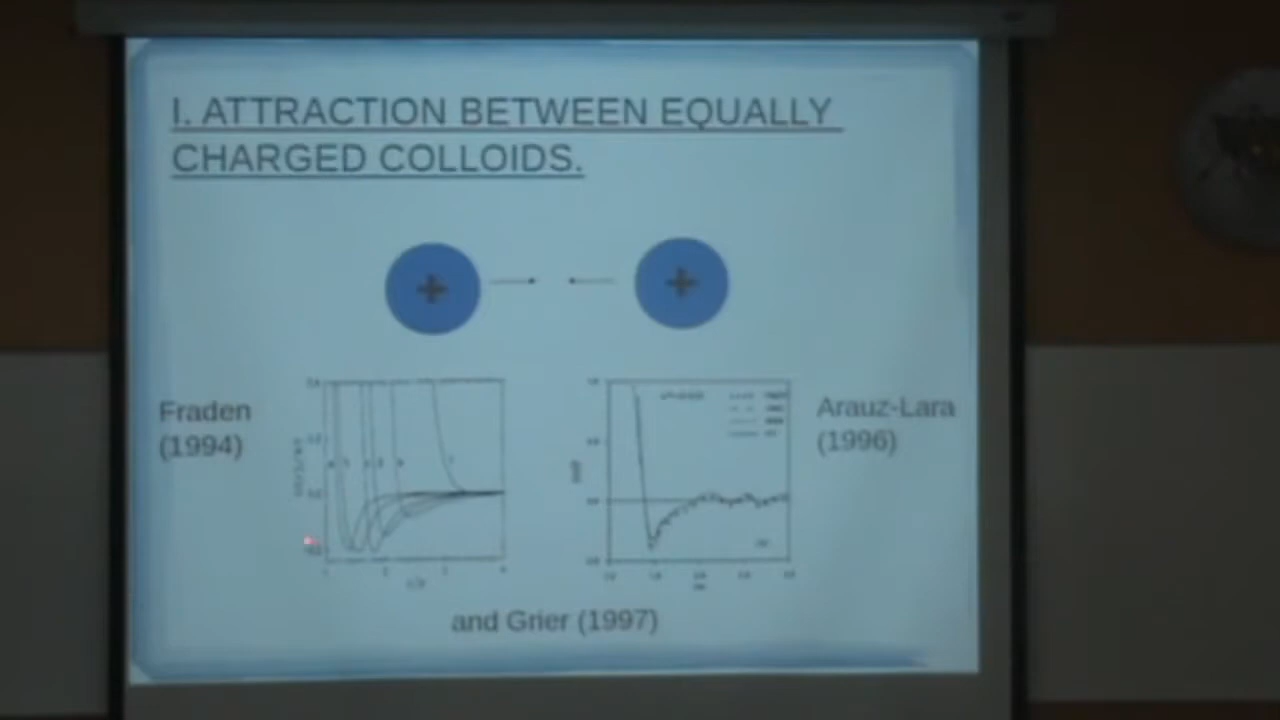 I. ATTRACTION BETWEEN EQUALLY
CHARGED COLLOIDS.
+
+
Fraden
(1994)
Arauz-Lara
(1996)
and Grier (1997)